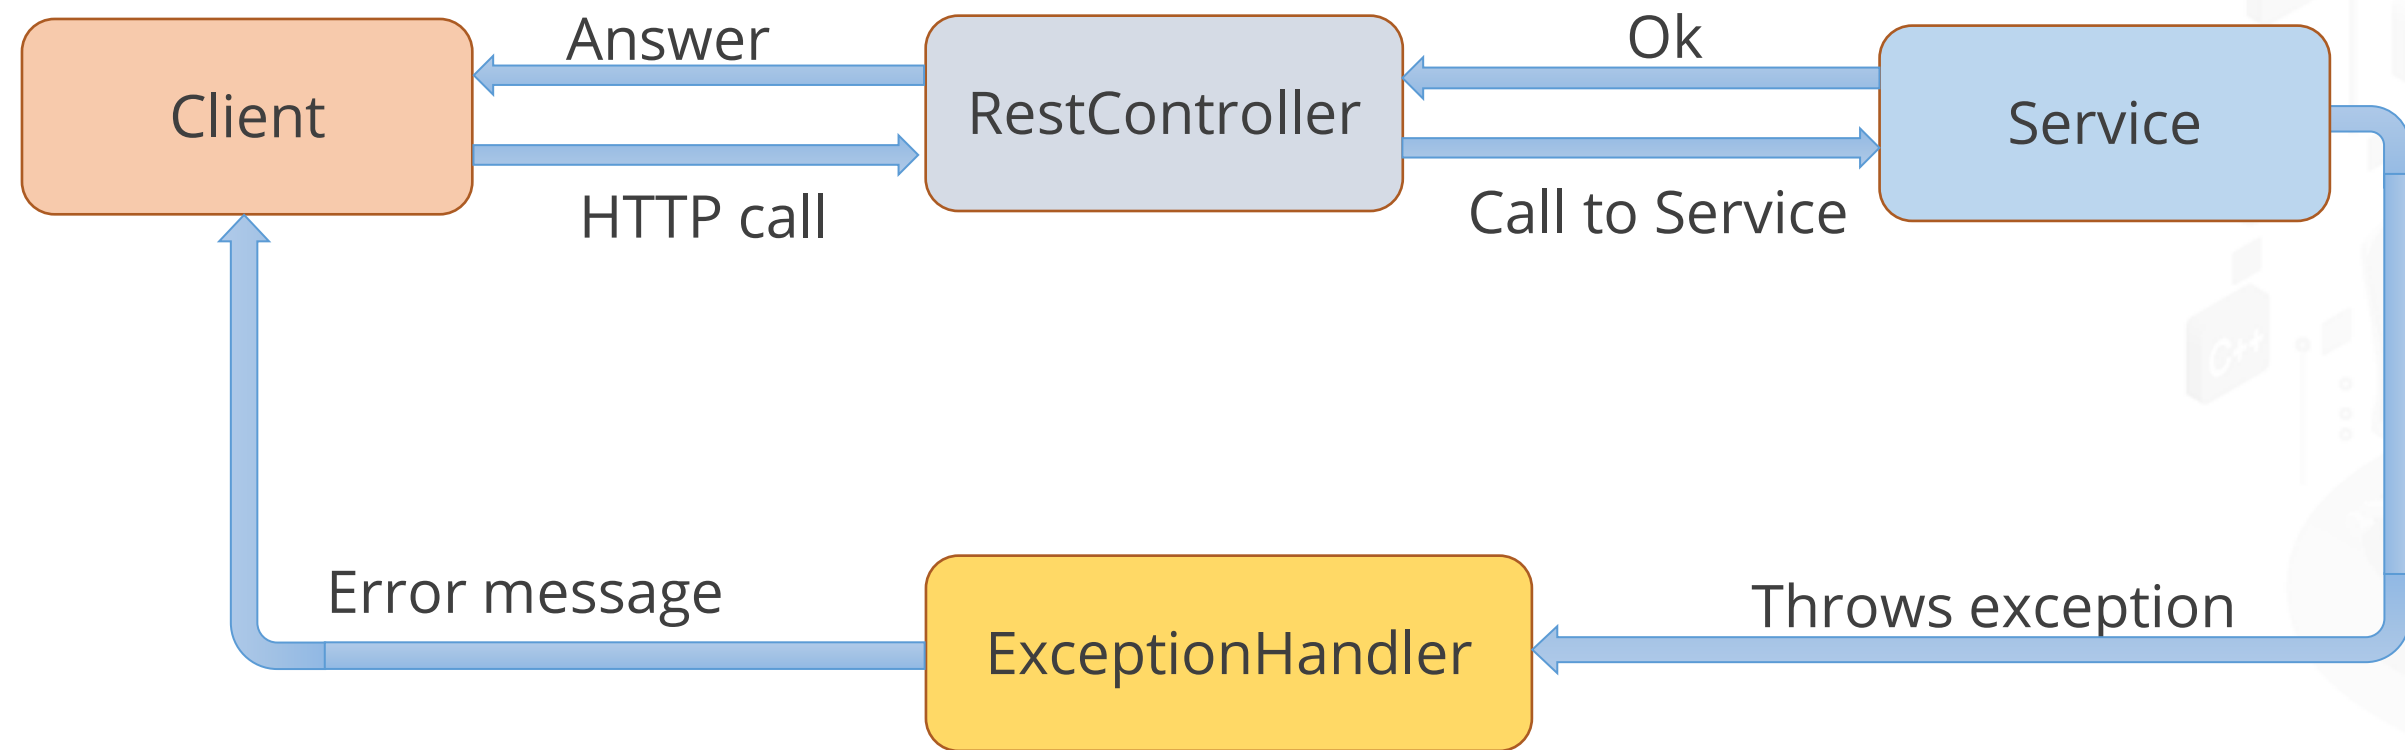 Answer
Ok
Client
RestController
Service
HTTP call
Call to Service
C++
Error message
Throws exception
ExceptionHandler